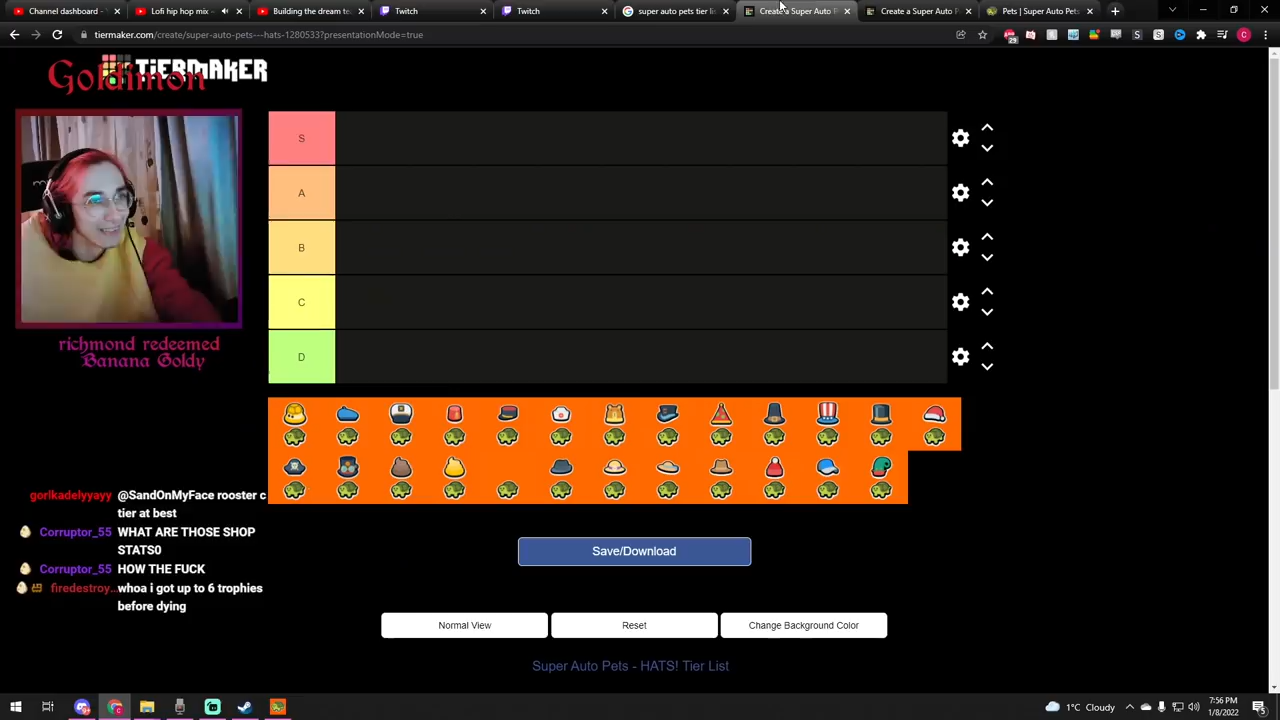 Channel dashboard - Y
Lofi hip hop mix -
Building the dream te
Twitch
Twitch
super auto pets tier li
Create a Super Auto P
Create a Super Auto P
Pets | Super Auto Pets
tiermaker.com/create/super-auto-pets---hats-1280533?presentationMode=true
29
TiERMAKER
Goldimon
S
A
B
C
D
richmond redeemed
Banana Goldy
gorlkadelyyayy @SandOnMyFace rooster c
tier at best
Corruptor_55 WHAT ARE THOSE SHOP
STATS0
Corruptor_55 HOW THE FUCK
firedestroy... whoa i got up to 6 trophies
before dying
Save/Download
Normal View
Reset
Change Background Color
Super Auto Pets - HATS! Tier List
1°C Cloudy
7:56 PM
1/8/2022